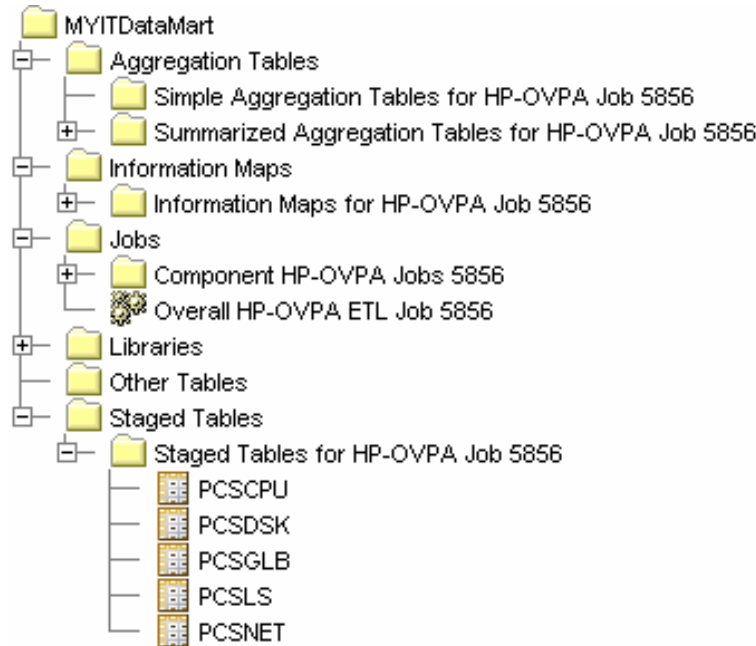 MYITDataMart
Aggregation Tables
Simple Aggregation Tables for HP-OVPA Job 5856
Summarized Aggregation Tables for HP-OVPA Job 5856
Information Maps
Information Maps for HP-OVPA Job 5856
Jobs
Component HP-OVPA Jobs 5856
Overall HP-OVPA ETL Job 5856
Libraries
Other Tables
Staged Tables
Staged Tables for HP-OVPA Job 5856
PCSCPU
PCSDSK
PCSGLB
PCSLS
PCSNET